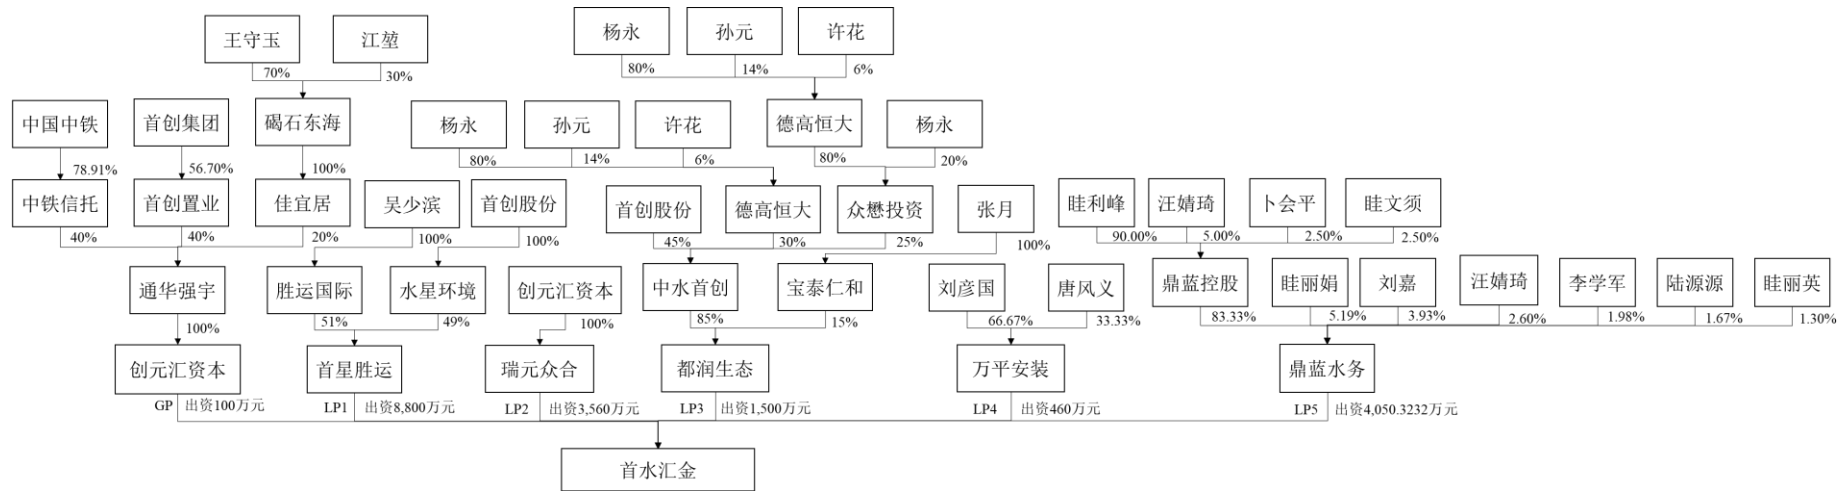 王守玉 江堃 杨永 孙元 许花
70% 30% 80% 14% 6%
中国中铁 首创集团 碣石东海 杨永 孙元 许花 德高恒大 杨永
78.91% 56.70% 100% 80% 14% 6% 80% 20%
中铁信托 首创置业 佳宜居 吴少滨 首创股份 首创股份 德高恒大 众懋投资 张月 眭利峰 汪婧琦 卜会平 眭文须
40% 40% 20% 100% 100% 45% 30% 25% 100% 90.00% 5.00% 2.50% 2.50%
通华强宇 胜运国际 水星环境 创元汇资本 中水首创 宝泰仁和 刘彦国 唐风义 鼎蓝控股 眭丽娟 刘嘉 汪婧琦 李学军 陆源源 眭丽英
100% 51% 49% 100% 85% 15% 66.67% 33.33% 83.33% 5.19% 3.93% 2.60% 1.98% 1.67% 1.30%
创元汇资本 首星胜运 瑞元众合 都润生态 万平安装 鼎蓝水务
GP 出资100万元 LP1 出资8,800万元 LP2 出资3,560万元 LP3 出资1,500万元 LP4 出资460万元 LP5 出资4,050.3232万元
首水汇金